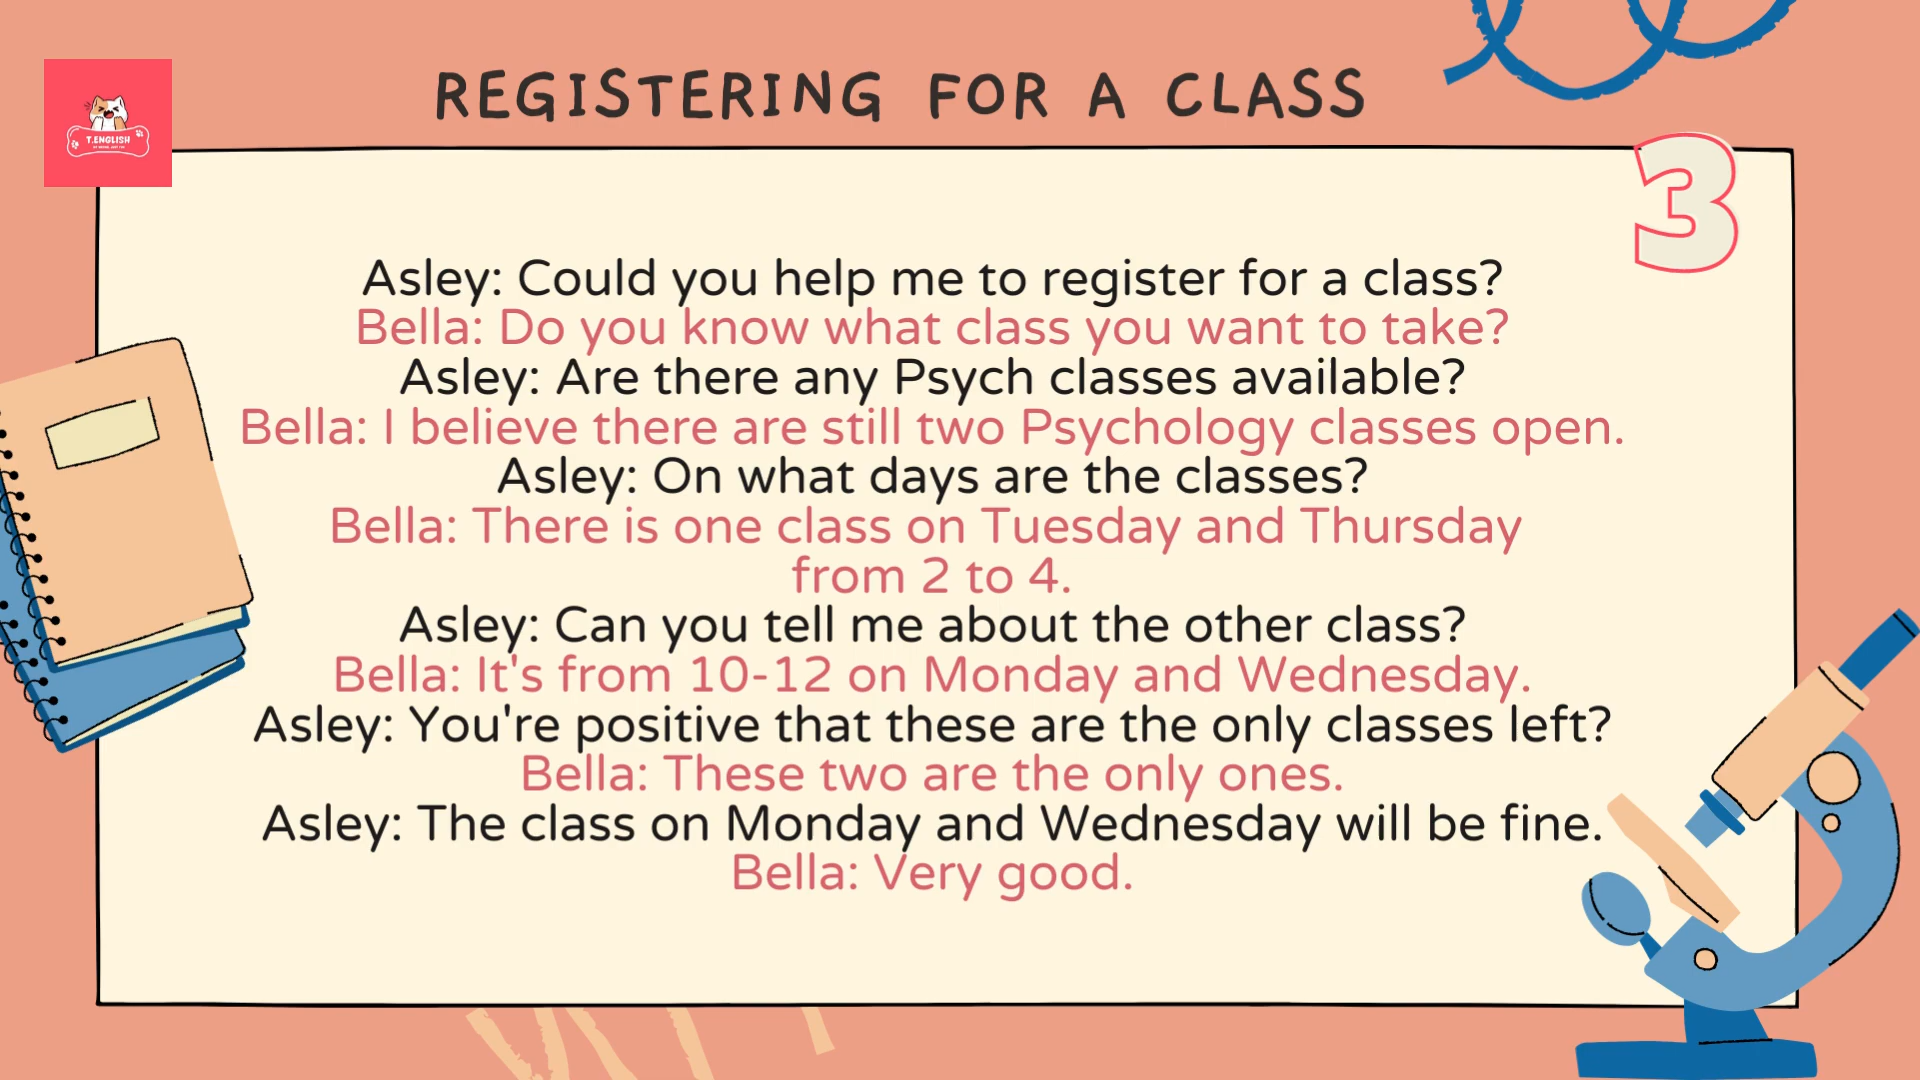 REGISTERING FOR A CLASS
T.ENGLISH
3
Asley: Could you help me to register for a class?
Bella: Do you know what class you want to take?
Asley: Are there any Psych classes available?
Bella: I believe there are still two Psychology classes open.
Asley: On what days are the classes?
Bella: There is one class on Tuesday and Thursday
from 2 to 4.
Asley: Can you tell me about the other class?
Bella: It's from 10-12 on Monday and Wednesday.
Asley: You're positive that these are the only classes left?
Bella: These two are the only ones.
Asley: The class on Monday and Wednesday will be fine.
Bella: Very good.